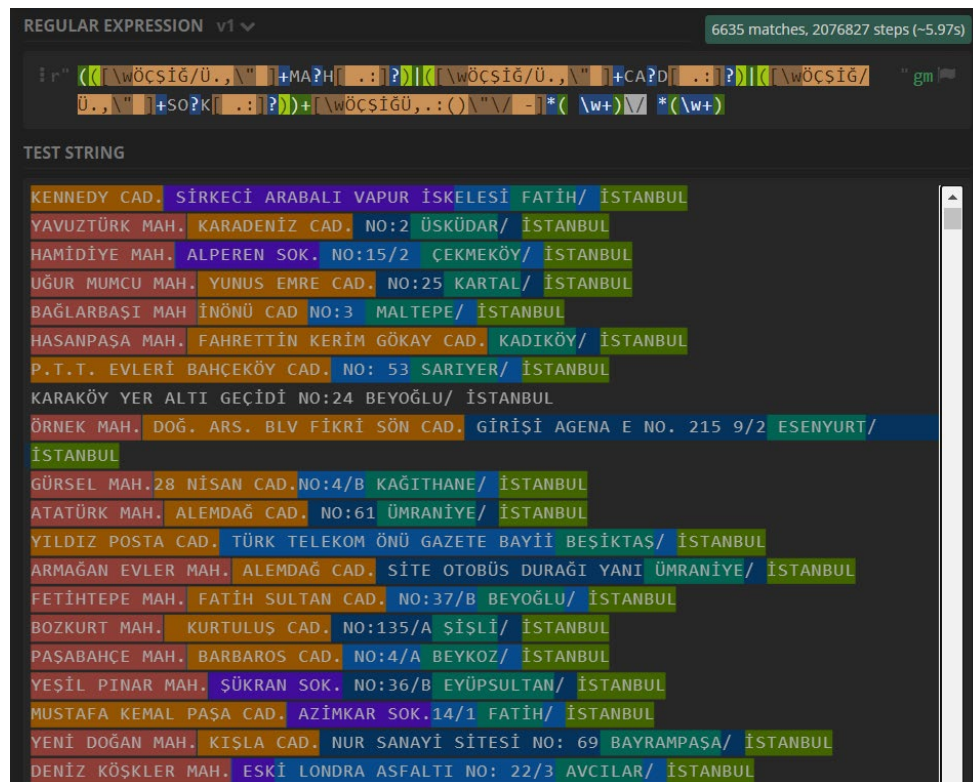 REGULAR EXPRESSION v1
6635 matches, 2076827 steps (~5.97s)
r" (([\wÖÇŞİĞ/Ü.,\" ]+MA?H[ .:]?)|([\wÖÇŞİĞ/Ü.,\" ]+CA?D[ .:]?)|([\wÖÇŞİĞ/ " gm
Ü.,\" ]+SO?K[ .:]?))+[\wÖÇŞİĞÜ,.:()\"\/ -]*( \w+)\/ *(\w+)
TEST STRING
KENNEDY CAD. SİRKECİ ARABALI VAPUR İSKELESİ FATİH/ İSTANBUL
YAVUZTÜRK MAH. KARADENİZ CAD. NO:2 ÜSKÜDAR/ İSTANBUL
HAMİDİYE MAH. ALPEREN SOK. NO:15/2 ÇEKMEKÖY/ İSTANBUL
UĞUR MUMCU MAH. YUNUS EMRE CAD. NO:25 KARTAL/ İSTANBUL
BAĞLARBAŞI MAH İNÖNÜ CAD NO:3 MALTEPE/ İSTANBUL
HASANPAŞA MAH. FAHRETTİN KERİM GÖKAY CAD. KADIKÖY/ İSTANBUL
P.T.T. EVLERİ BAHÇEKÖY CAD. NO: 53 SARIYER/ İSTANBUL
KARAKÖY YER ALTI GEÇİDİ NO:24 BEYOĞLU/ İSTANBUL
ÖRNEK MAH. DOĞ. ARS. BLV FİKRİ SÖN CAD. GİRİŞİ AGENA E NO. 215 9/2 ESENYURT/
İSTANBUL
GÜRSEL MAH.28 NİSAN CAD.NO:4/B KAĞITHANE/ İSTANBUL
ATATÜRK MAH. ALEMDAĞ CAD. NO:61 ÜMRANİYE/ İSTANBUL
YILDIZ POSTA CAD. TÜRK TELEKOM ÖNÜ GAZETE BAYİİ BEŞİKTAŞ/ İSTANBUL
ARMAĞAN EVLER MAH. ALEMDAĞ CAD. SİTE OTOBÜS DURAĞI YANI ÜMRANİYE/ İSTANBUL
FETİHTEPE MAH. FATİH SULTAN CAD. NO:37/B BEYOĞLU/ İSTANBUL
BOZKURT MAH. KURTULUŞ CAD. NO:135/A ŞİŞLİ/ İSTANBUL
PAŞABAHÇE MAH. BARBAROS CAD. NO:4/A BEYKOZ/ İSTANBUL
YEŞİL PINAR MAH. ŞÜKRAN SOK. NO:36/B EYÜPSULTAN/ İSTANBUL
MUSTAFA KEMAL PAŞA CAD. AZİMKAR SOK.14/1 FATİH/ İSTANBUL
YENİ DOĞAN MAH. KIŞLA CAD. NUR SANAYİ SİTESİ NO: 69 BAYRAMPAŞA/ İSTANBUL
DENİZ KÖŞKLER MAH. ESKİ LONDRA ASFALTI NO: 22/3 AVCILAR/ İSTANBUL